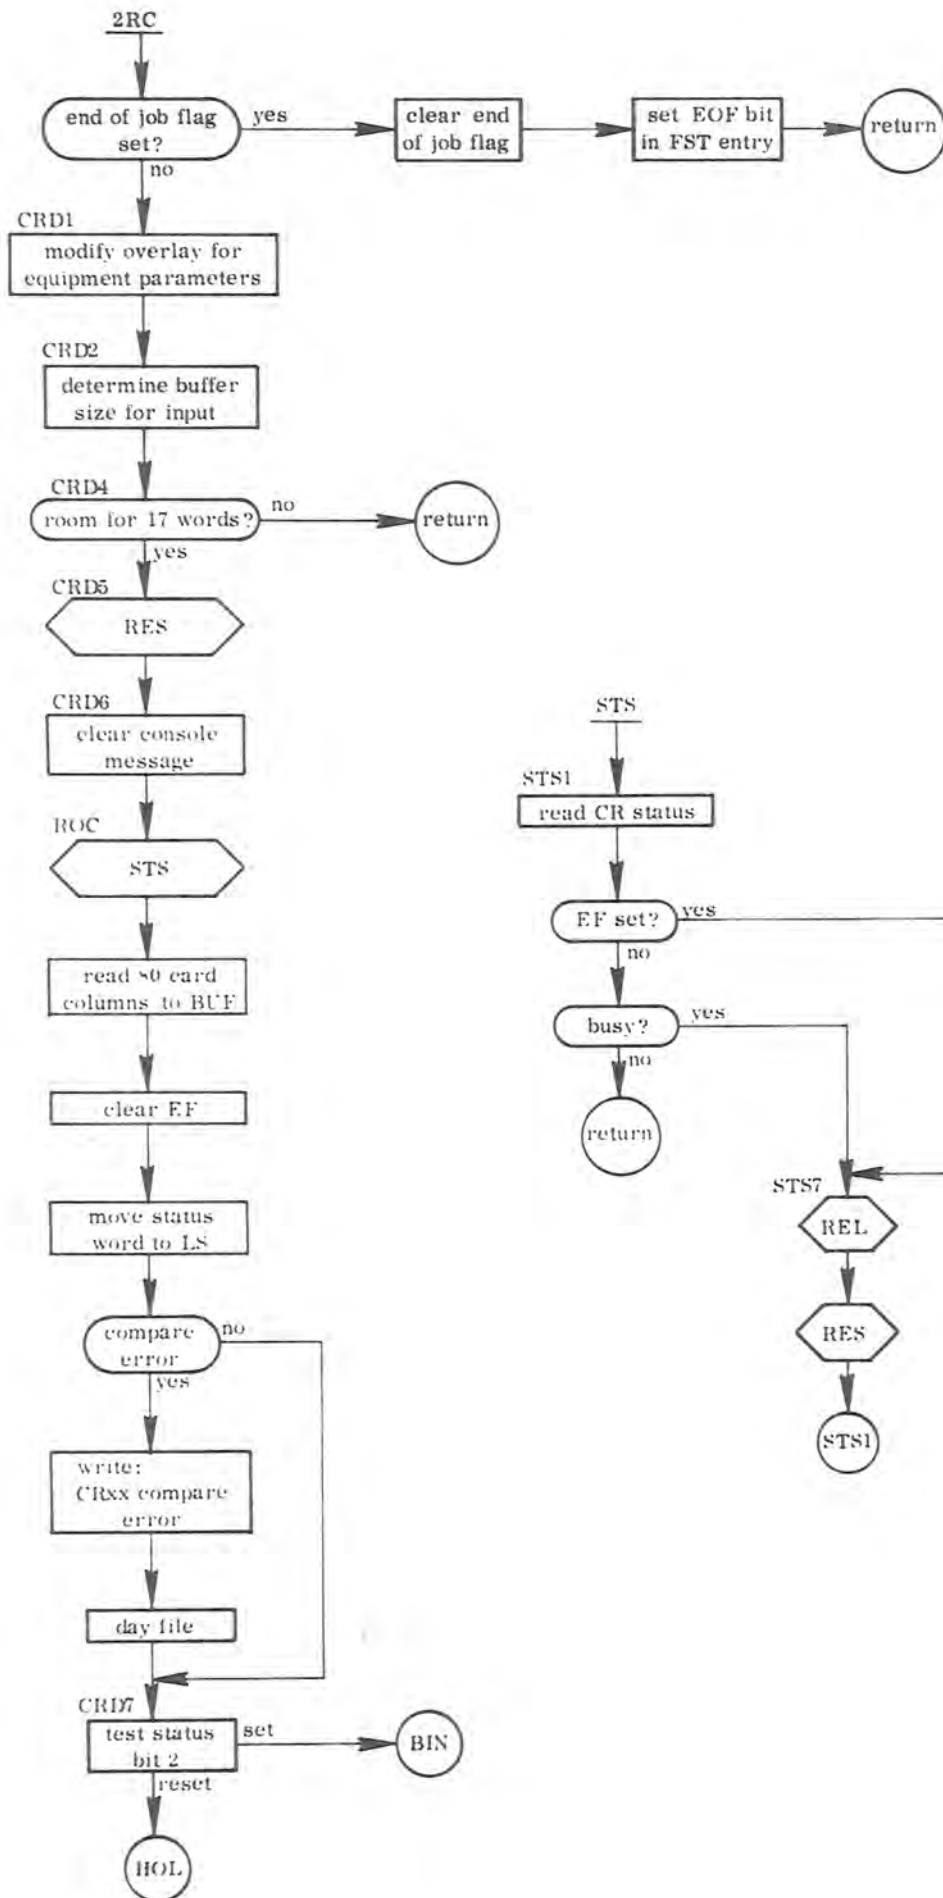 2RC
end of job flag
set?
yes
clear end
of job flag
set EOF bit
in FST entry
return
no
CRD1
modify overlay for
equipment parameters
CRD2
determine buffer
size for input
CRD4
room for 17 words?
no
return
yes
CRD5
RES
CRD6
clear console
message
ROC
STS
read 80 card
columns to BUF
clear EF
move status
word to LS
compare
error
no
yes
write:
CRxx compare
error
day file
CRD7
test status
bit 2
set
BIN
reset
HOL
STS
STS1
read CR status
EF set?
yes
no
busy?
yes
no
return
STS7
REL
RES
STS1